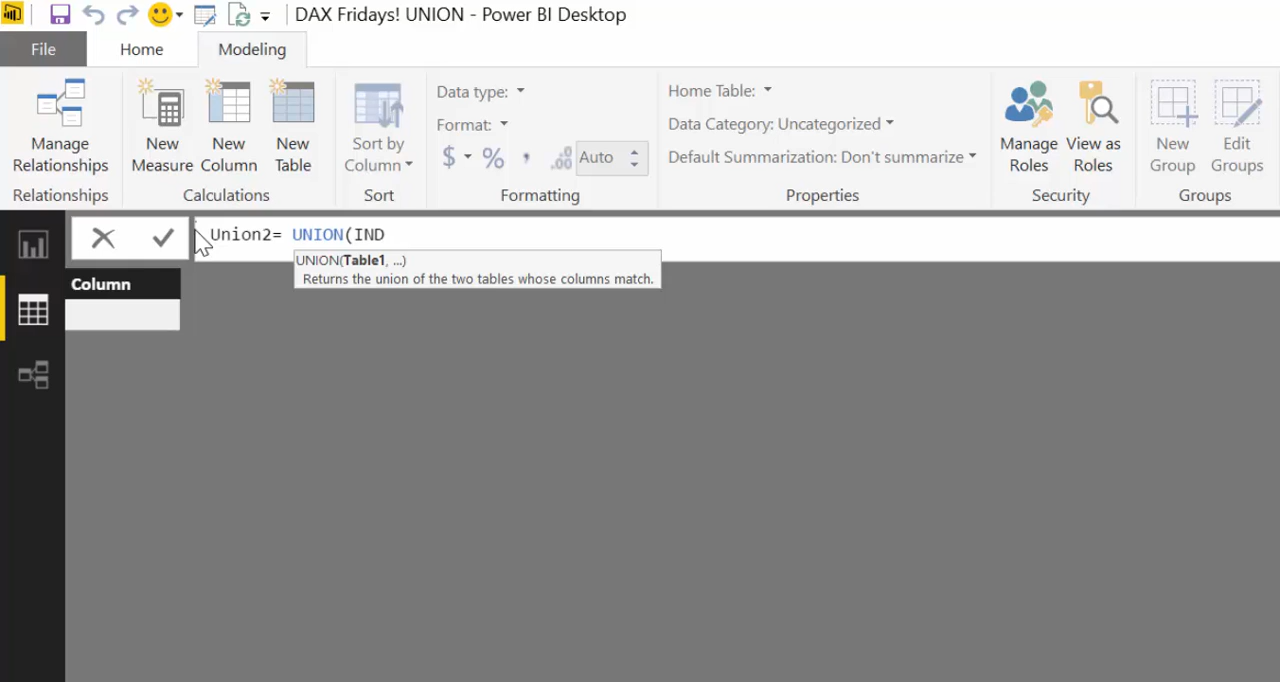 DAX Fridays! UNION - Power BI Desktop
File Home Modeling
Manage Relationships
Relationships
New Measure
New Column
New Table
Calculations
Sort by Column
Sort
Data type:
Format:
$ % , .00 Auto
Formatting
Home Table:
Data Category: Uncategorized
Default Summarization: Don't summarize
Properties
Manage Roles
View as Roles
Security
New Group
Edit Groups
Groups
Union2= UNION(IND
UNION(Table1, ...)
Returns the union of the two tables whose columns match.
Column